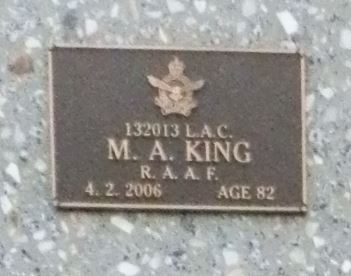 132013 L.A.C.
M. A. KING
R. A. A. F.
4. 2. 2006 AGE 82